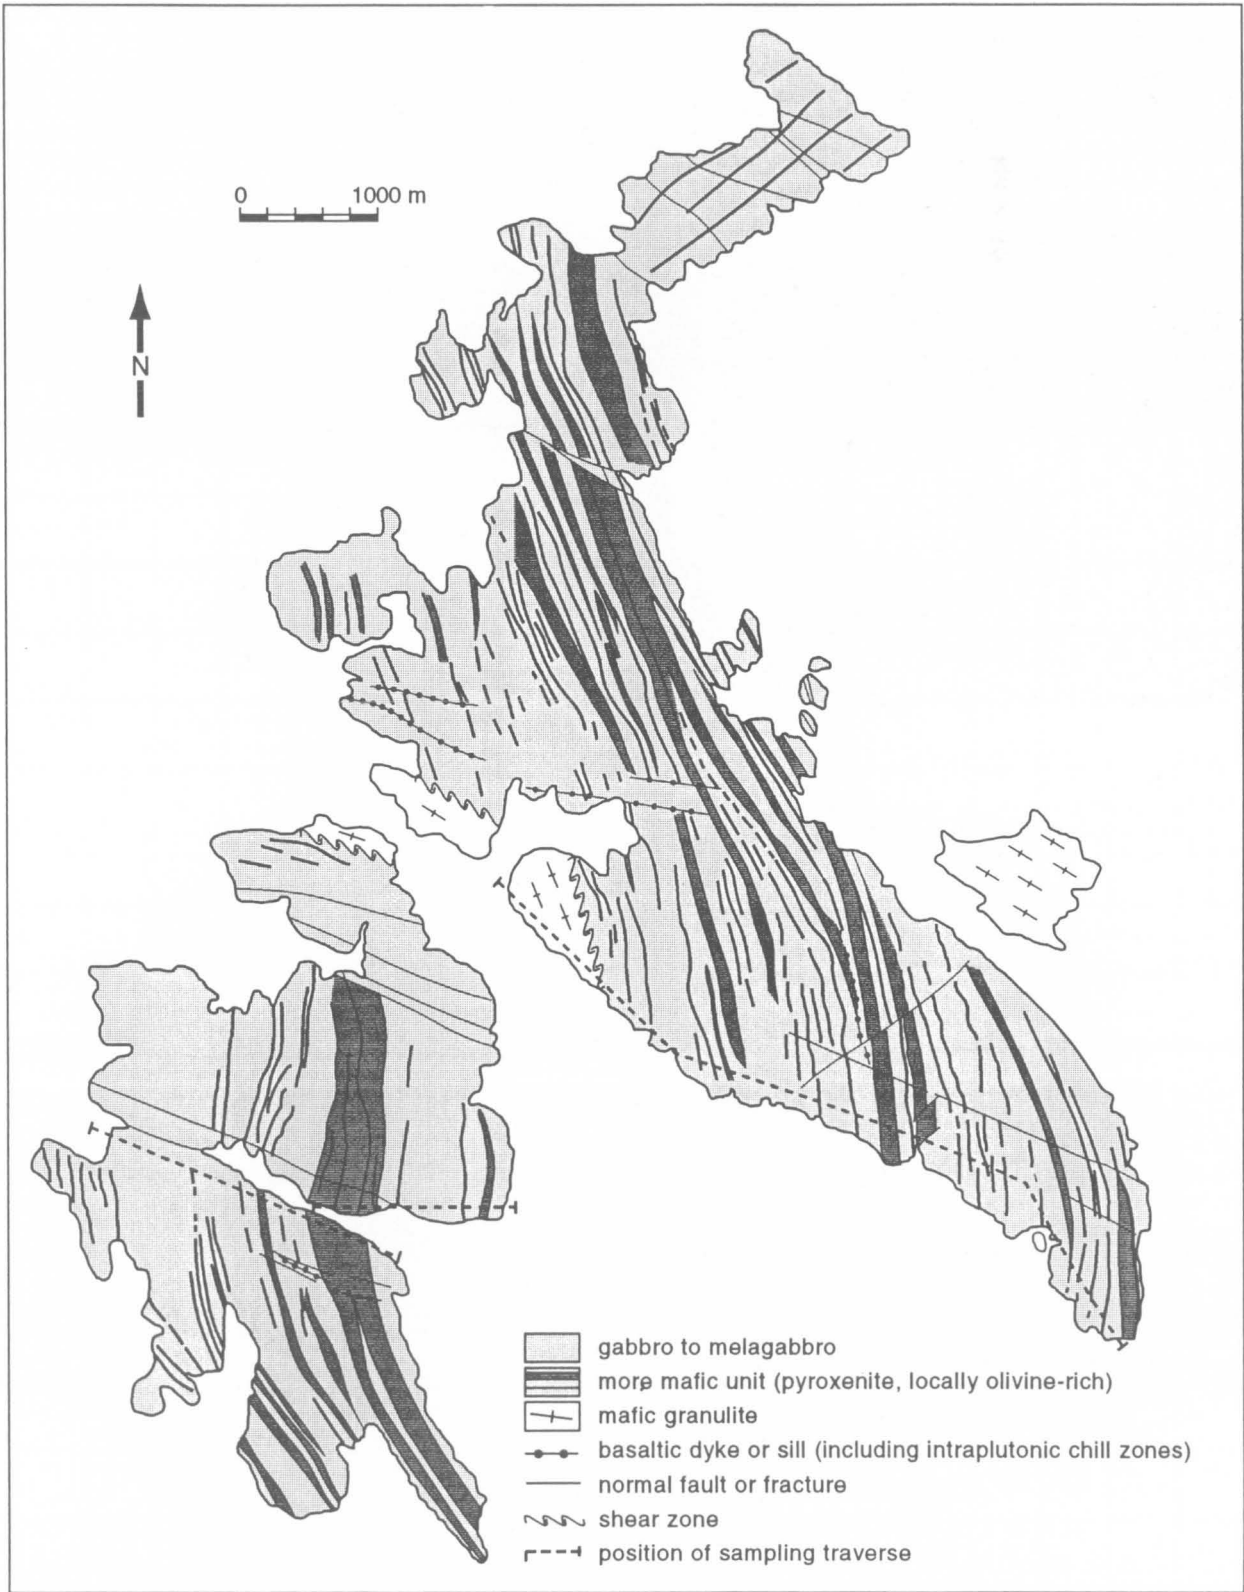 0 1000 m
N
gabbro to melagabbro
more mafic unit (pyroxenite, locally olivine-rich)
mafic granulite
basaltic dyke or sill (including intraplutonic chill zones)
normal fault or fracture
shear zone
position of sampling traverse